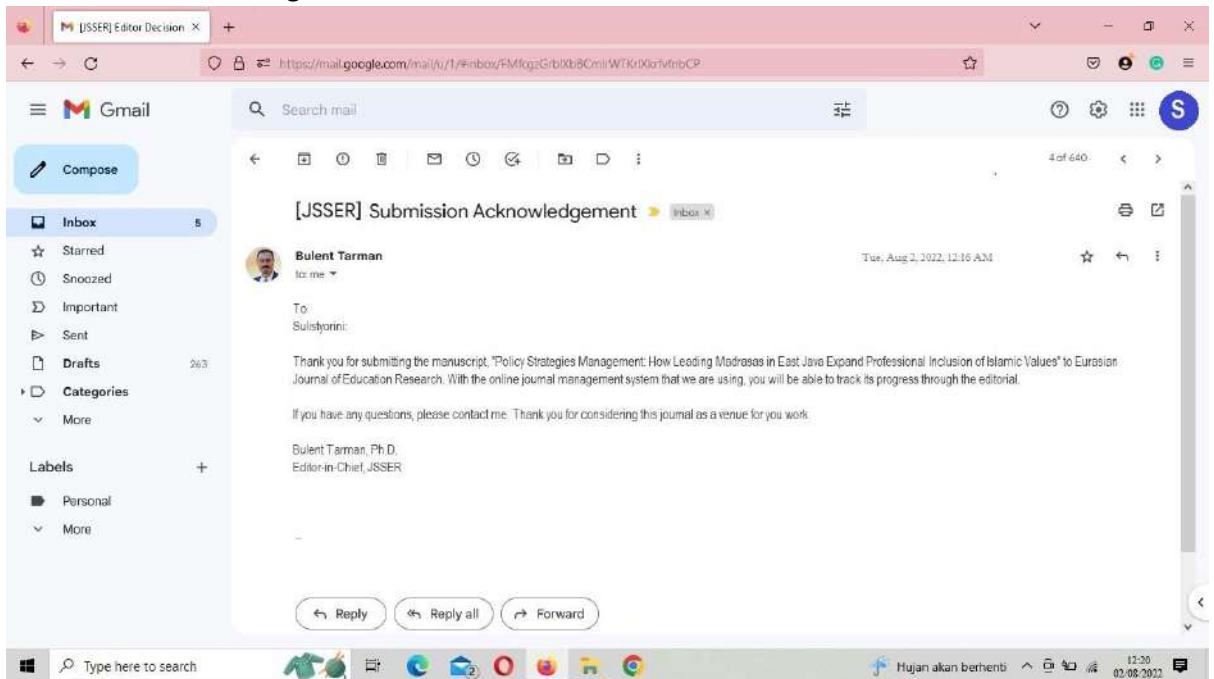 [JSSER] Editor Decision
https://mail.google.com/mail/u/1/#inbox/
Gmail
Search mail
S
Compose
4 of 640
Inbox 5
Starred
Snoozed
Important
Sent
Drafts 263
Categories
More
Labels
Personal
More
[JSSER] Submission Acknowledgement Inbox x
Bulent Tarman Tue, Aug 2, 2022, 12:16 AM
to me
To
Sulistyorini:
Thank you for submitting the manuscript, "Policy Strategies Management: How Leading Madrasas in East Java Expand Professional Inclusion of Islamic Values" to Eurasian
Journal of Education Research. With the online journal management system that we are using, you will be able to track its progress through the editorial.
If you have any questions, please contact me. Thank you for considering this journal as a venue for you work.
Bulent Tarman, Ph.D.
Editor-in-Chief, JSSER
Reply
Reply all
Forward
Type here to search
2
Hujan akan berhenti
12:20
02/08/2022